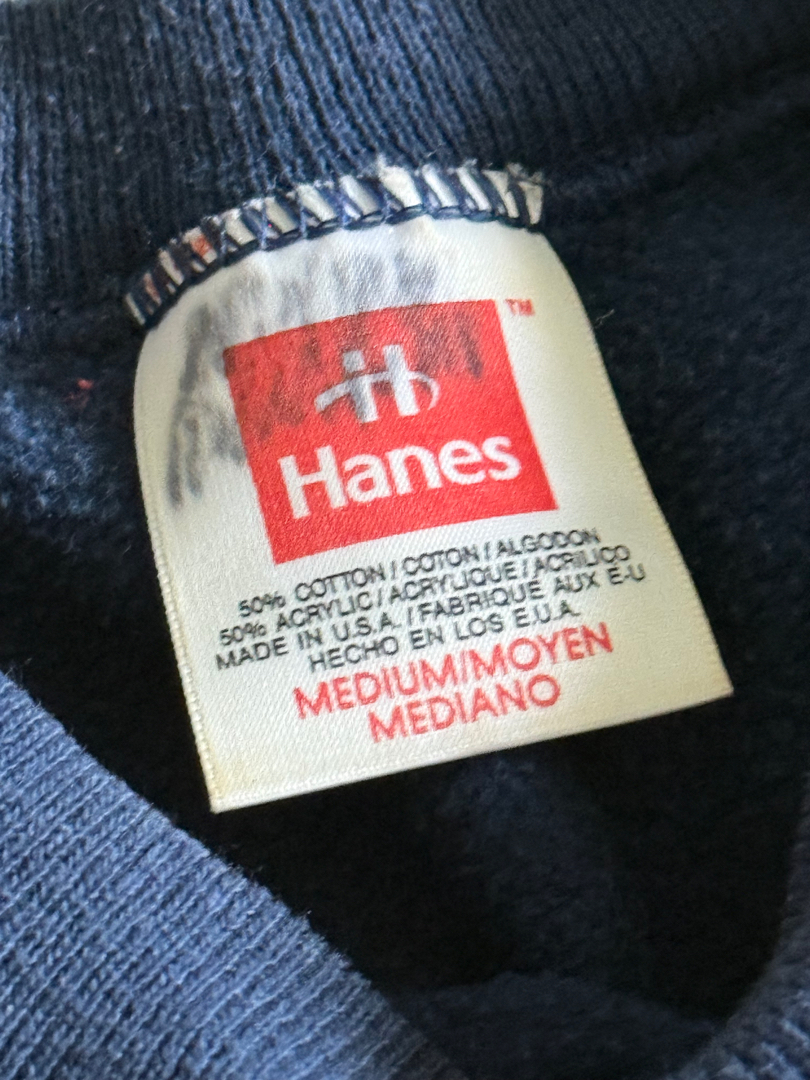 TM
H
Hanes
50% COTTON / COTON / ALGODON
50% ACRYLIC / ACRYLIQUE / ACRILICO
MADE IN U.S.A. / FABRIQUE AUX E-U
HECHO EN LOS E.U.A.
MEDIUM/MOYEN
MEDIANO